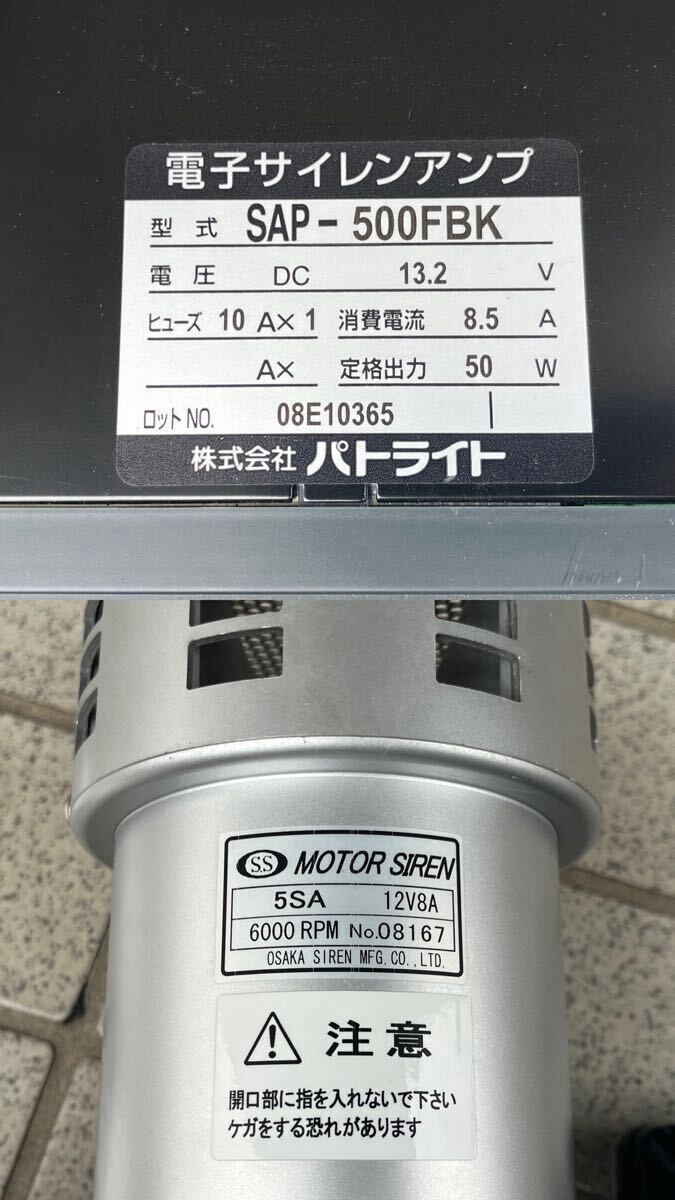 電子サイレンアンプ
型式 SAP-500FBK
電圧 DC 13.2 V
ヒューズ 10 A×1 消費電流 8.5 A
A× 定格出力 50 W
ロットNO. 08E10365
株式会社 パトライト
S.S MOTOR SIREN
5SA 12V8A
6000 RPM No.08167
OSAKA SIREN MFG.CO.,LTD.
注意
開口部に指を入れないで下さい
ケガをする恐れがあります